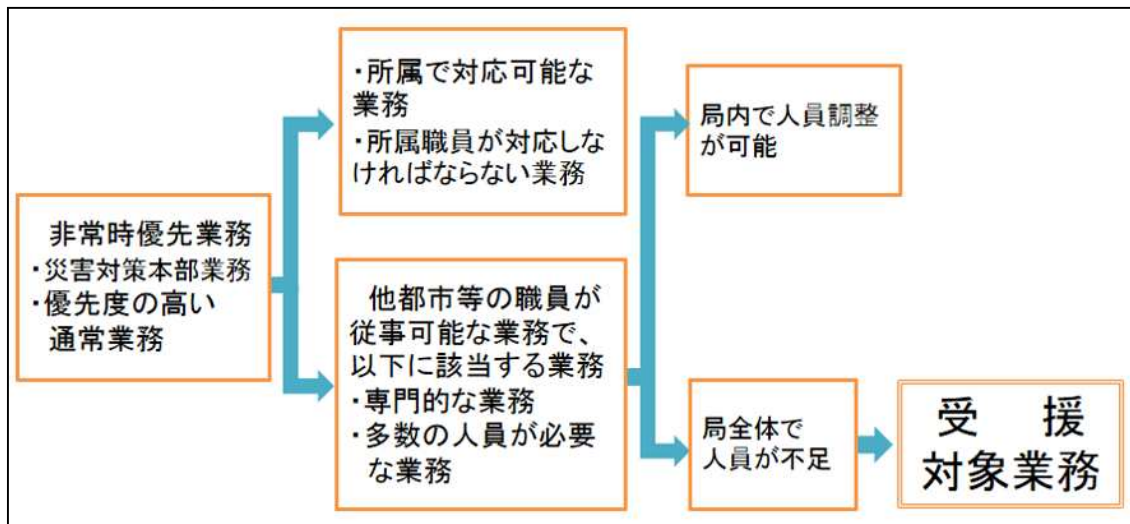 非常時優先業務
・災害対策本部業務
・優先度の高い
通常業務
・所属で対応可能な
業務
・所属職員が対応しな
ければならない業務
他都市等の職員が
従事可能な業務で、
以下に該当する業務
・専門的な業務
・多数の人員が必要
な業務
局内で人員調整
が可能
局全体で
人員が不足
受　援
対象業務